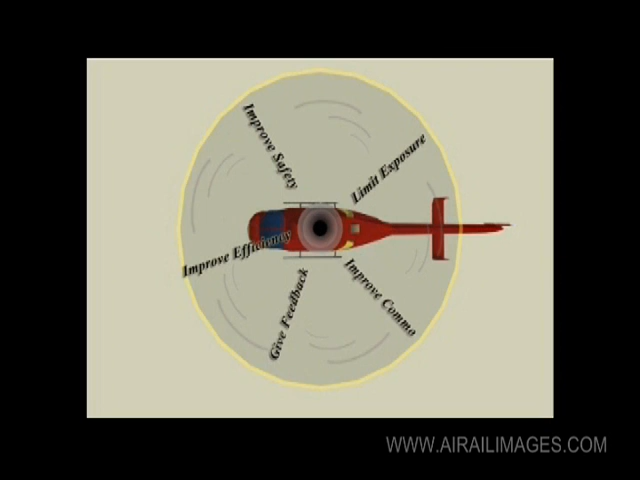 Improve Safety
Limit Exposure
Improve Efficiency
Give Feedback
Improve Commo
WWW.AIRAILIMAGES.COM